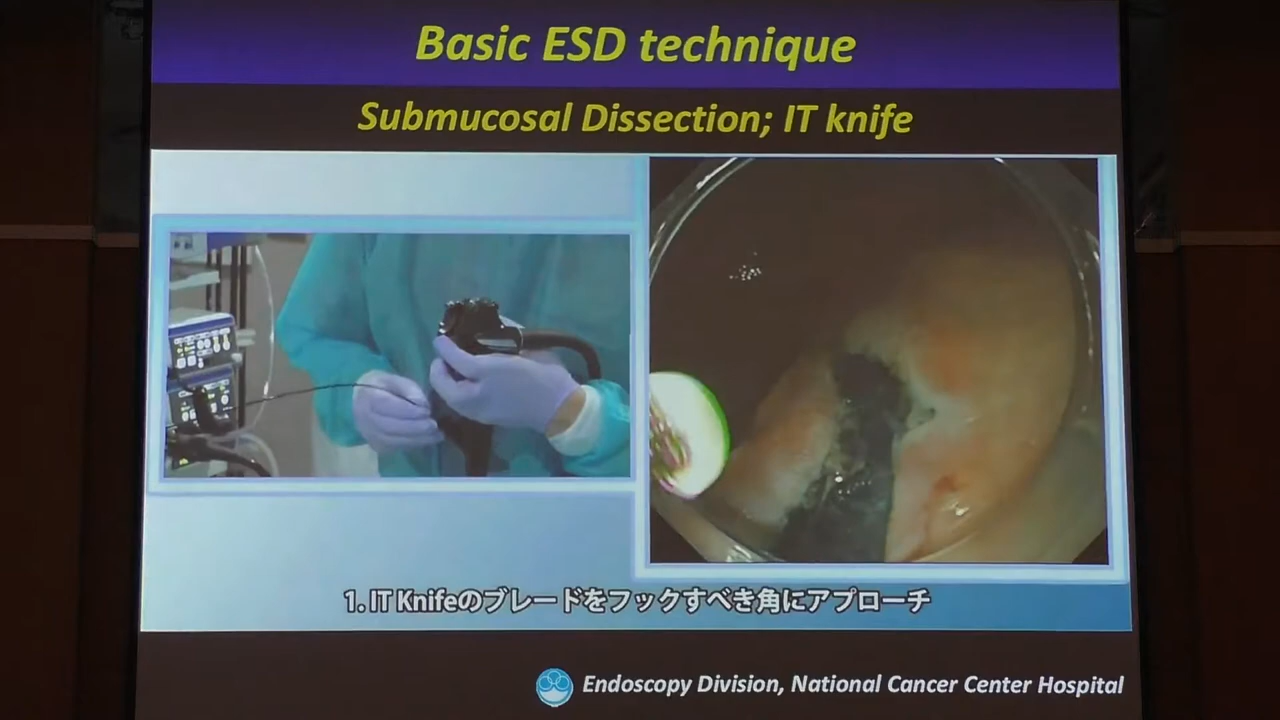 Basic ESD technique
Submucosal Dissection; IT knife
1. IT Knifeのブレードをフックすべき角にアプローチ
Endoscopy Division, National Cancer Center Hospital